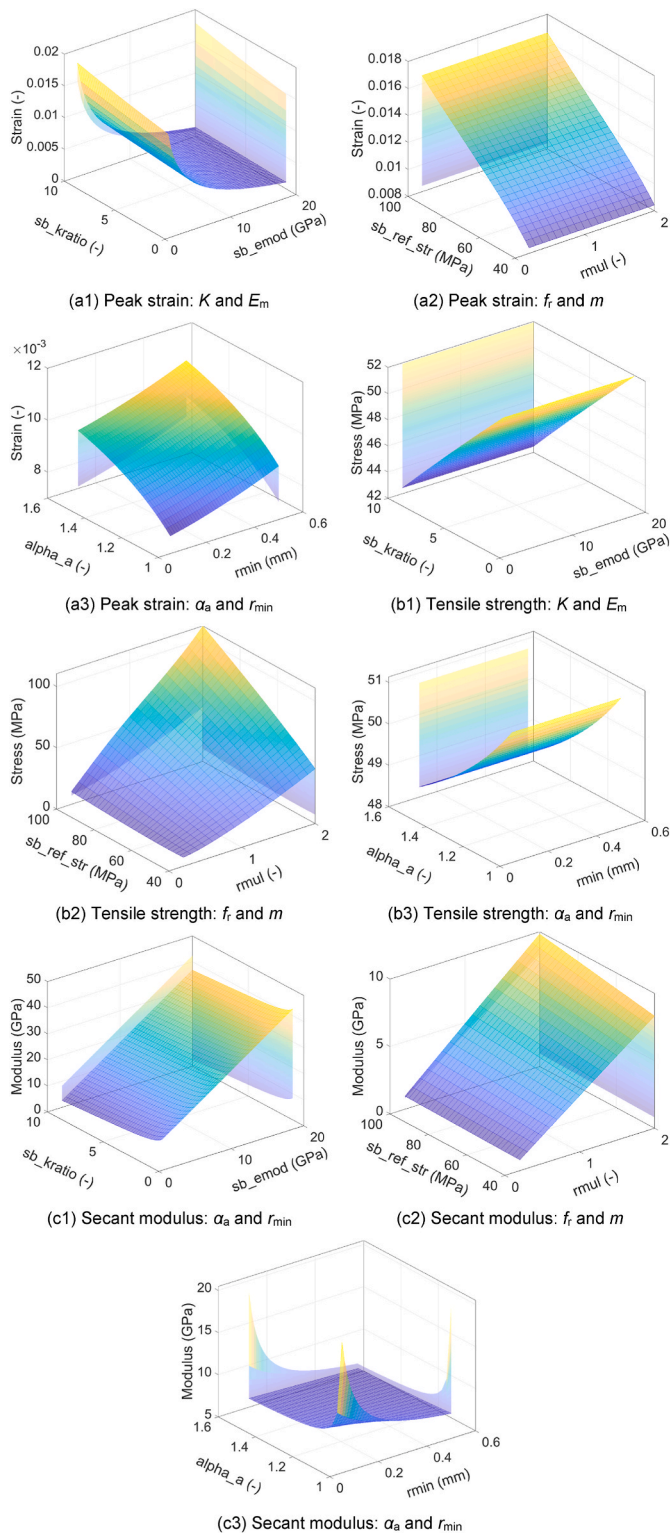 0.02
0.015
0.01
0.005
0
Strain (-)
10
5
0
sb_kratio (-)
0
10
20
sb_emod (GPa)
(a1) Peak strain: K and Em
0.018
0.016
0.014
0.012
0.01
0.008
Strain (-)
100
80
60
40
sb_ref_str (MPa)
0
1
2
rmul (-)
(a2) Peak strain: fr and m
×10-3
12
10
8
Strain (-)
1.6
1.4
1.2
1
alpha_a (-)
0
0.2
0.4
0.6
rmin (mm)
(a3) Peak strain: αa and rmin
52
50
48
46
44
42
Stress (MPa)
10
5
0
sb_kratio (-)
0
10
20
sb_emod (GPa)
(b1) Tensile strength: K and Em
100
50
0
Stress (MPa)
100
80
60
40
sb_ref_str (MPa)
0
1
2
rmul (-)
(b2) Tensile strength: fr and m
51
50
49
48
Stress (MPa)
1.6
1.4
1.2
1
alpha_a (-)
0
0.2
0.4
0.6
rmin (mm)
(b3) Tensile strength: αa and rmin
50
40
30
20
10
0
Modulus (GPa)
10
5
0
sb_kratio (-)
0
10
20
sb_emod (GPa)
(c1) Secant modulus: αa and rmin
10
5
0
Modulus (GPa)
100
80
60
40
sb_ref_str (MPa)
0
1
2
rmul (-)
(c2) Secant modulus: fr and m
20
15
10
5
Modulus (GPa)
1.6
1.4
1.2
1
alpha_a (-)
0
0.2
0.4
0.6
rmin (mm)
(c3) Secant modulus: αa and rmin